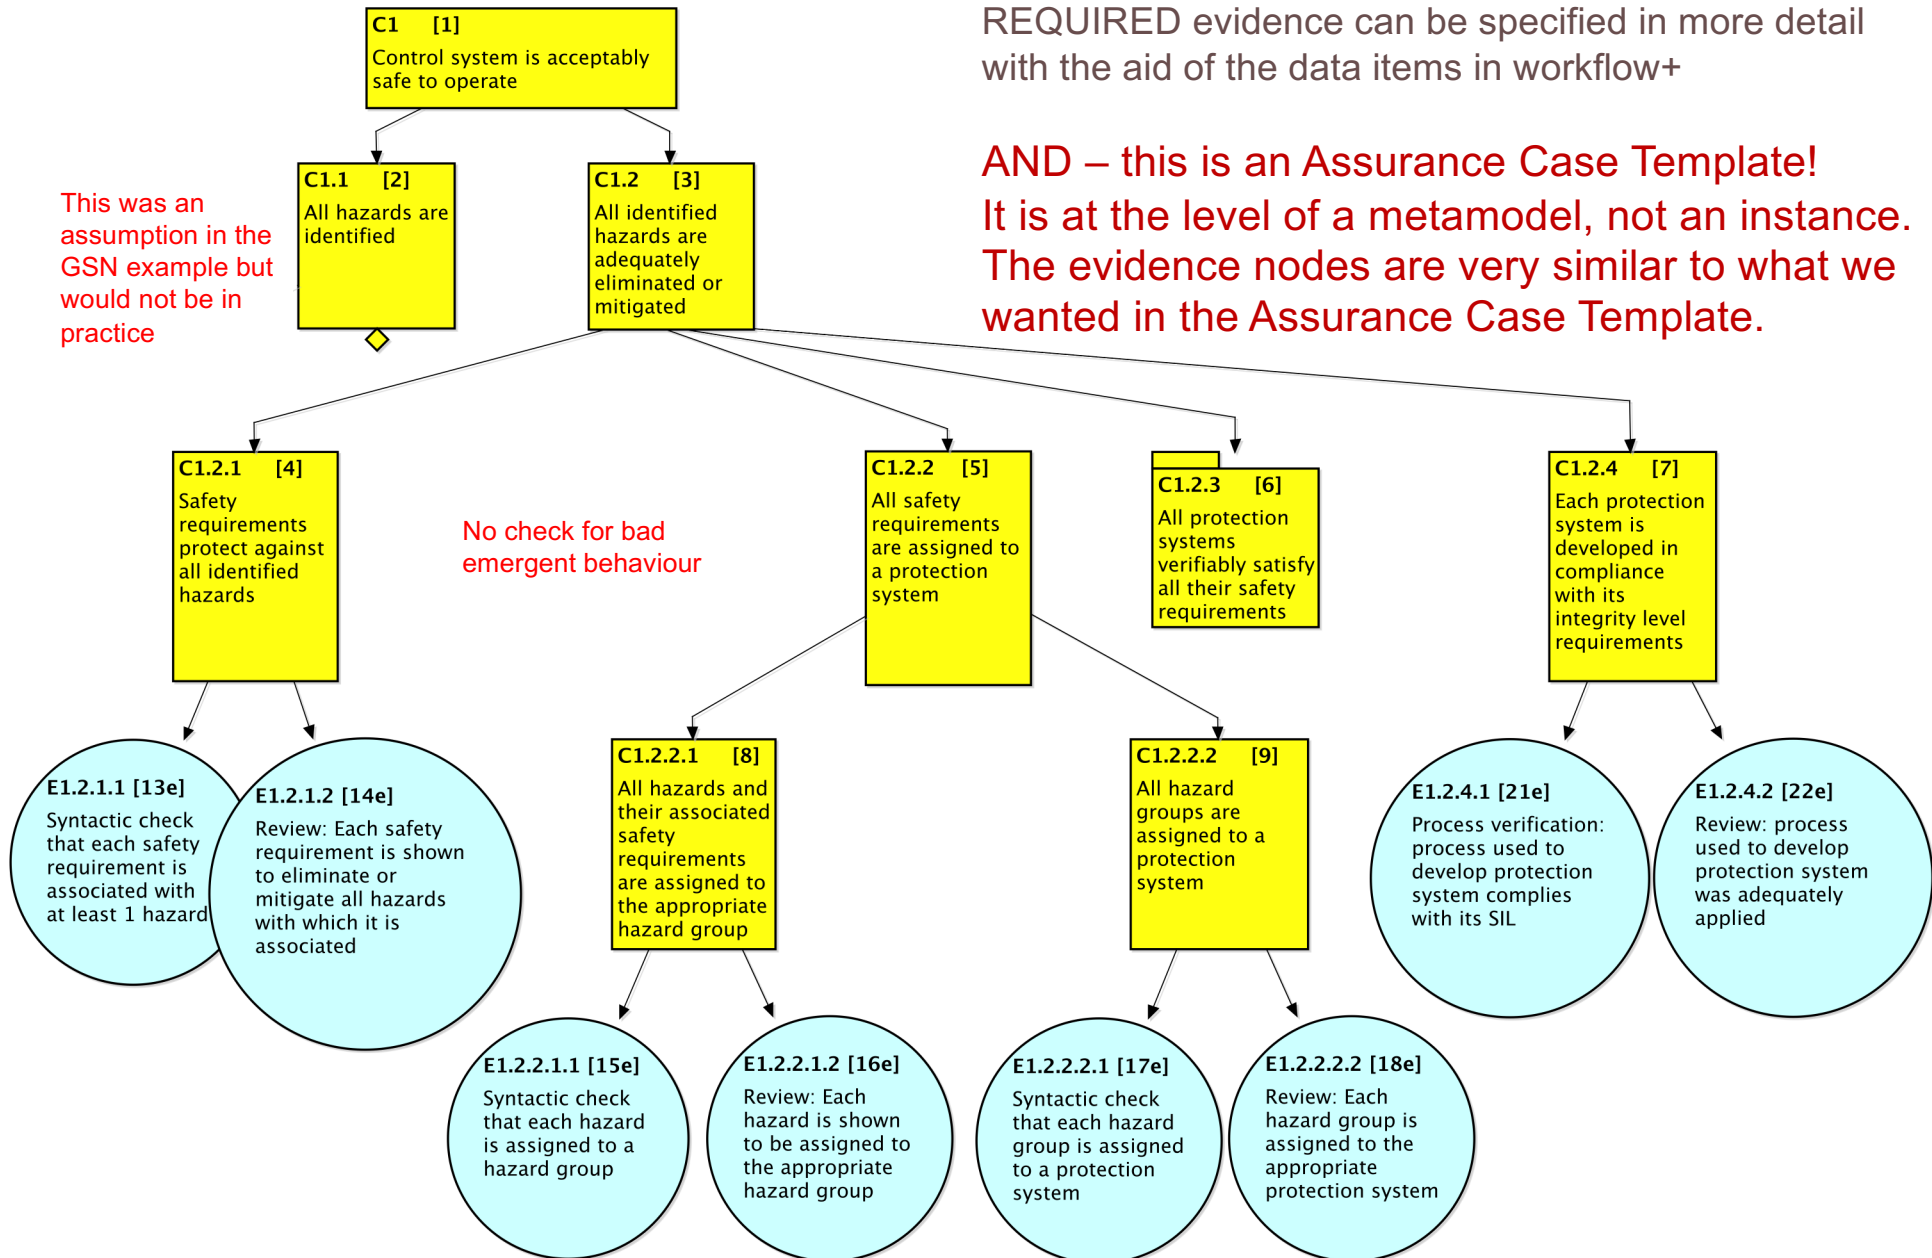 C1 [1]
Control system is acceptably
safe to operate
REQUIRED evidence can be specified in more detail
with the aid of the data items in workflow+
AND – this is an Assurance Case Template!
It is at the level of a metamodel, not an instance.
The evidence nodes are very similar to what we
wanted in the Assurance Case Template.
This was an
assumption in the
GSN example but
would not be in
practice
C1.1 [2]
All hazards are
identified
C1.2 [3]
All identified
hazards are
adequately
eliminated or
mitigated
C1.2.1 [4]
Safety
requirements
protect against
all identified
hazards
No check for bad
emergent behaviour
C1.2.2 [5]
All safety
requirements
are assigned to
a protection
system
C1.2.3 [6]
All protection
systems
verifiably satisfy
all their safety
requirements
C1.2.4 [7]
Each protection
system is
developed in
compliance
with its
integrity level
requirements
E1.2.1.1 [13e]
Syntactic check
that each safety
requirement is
associated with
at least 1 hazard
E1.2.1.2 [14e]
Review: Each safety
requirement is shown
to eliminate or
mitigate all hazards
with which it is
associated
C1.2.2.1 [8]
All hazards and
their associated
safety
requirements
are assigned to
the appropriate
hazard group
C1.2.2.2 [9]
All hazard
groups are
assigned to a
protection
system
E1.2.4.1 [21e]
Process verification:
process used to
develop protection
system complies
with its SIL
E1.2.4.2 [22e]
Review: process
used to develop
protection system
was adequately
applied
E1.2.2.1.1 [15e]
Syntactic check
that each hazard
is assigned to a
hazard group
E1.2.2.1.2 [16e]
Review: Each
hazard is shown
to be assigned to
the appropriate
hazard group
E1.2.2.2.1 [17e]
Syntactic check
that each hazard
group is assigned
to a protection
system
E1.2.2.2.2 [18e]
Review: Each
hazard group is
assigned to the
appropriate
protection system